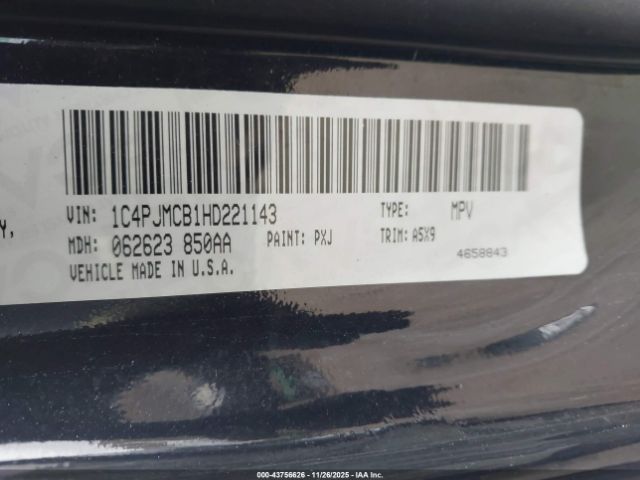 Y,
VIN: 1C4PJMCB1HD221143 TYPE: MPV
MDH: 062623 850AA PAINT: PXJ TRIM: A5X9
VEHICLE MADE IN U.S.A. 4658843
000-43756626 | 11/26/2025 | IAA Inc.